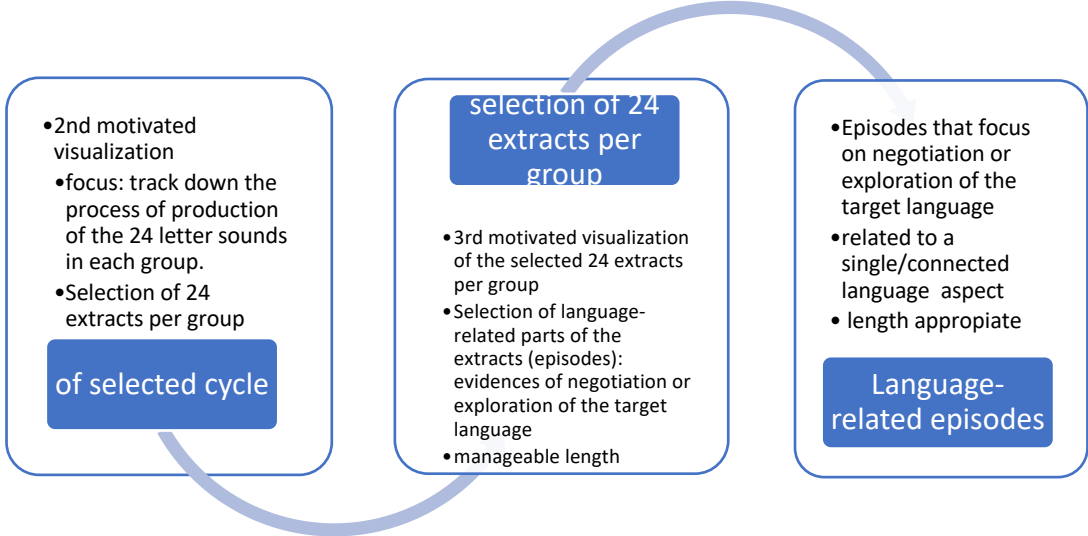 •2nd motivated
visualization
•focus: track down the
process of production
of the 24 letter sounds
in each group.
•Selection of 24
extracts per group
of selected cycle
selection of 24
extracts per
group
•3rd motivated visualization
of the selected 24 extracts
per group
•Selection of language-
related parts of the
extracts (episodes):
evidences of negotiation or
exploration of the target
language
•manageable length
•Episodes that focus
on negotiation or
exploration of the
target language
•related to a
single/connected
language aspect
• length appropiate
Language-
related episodes